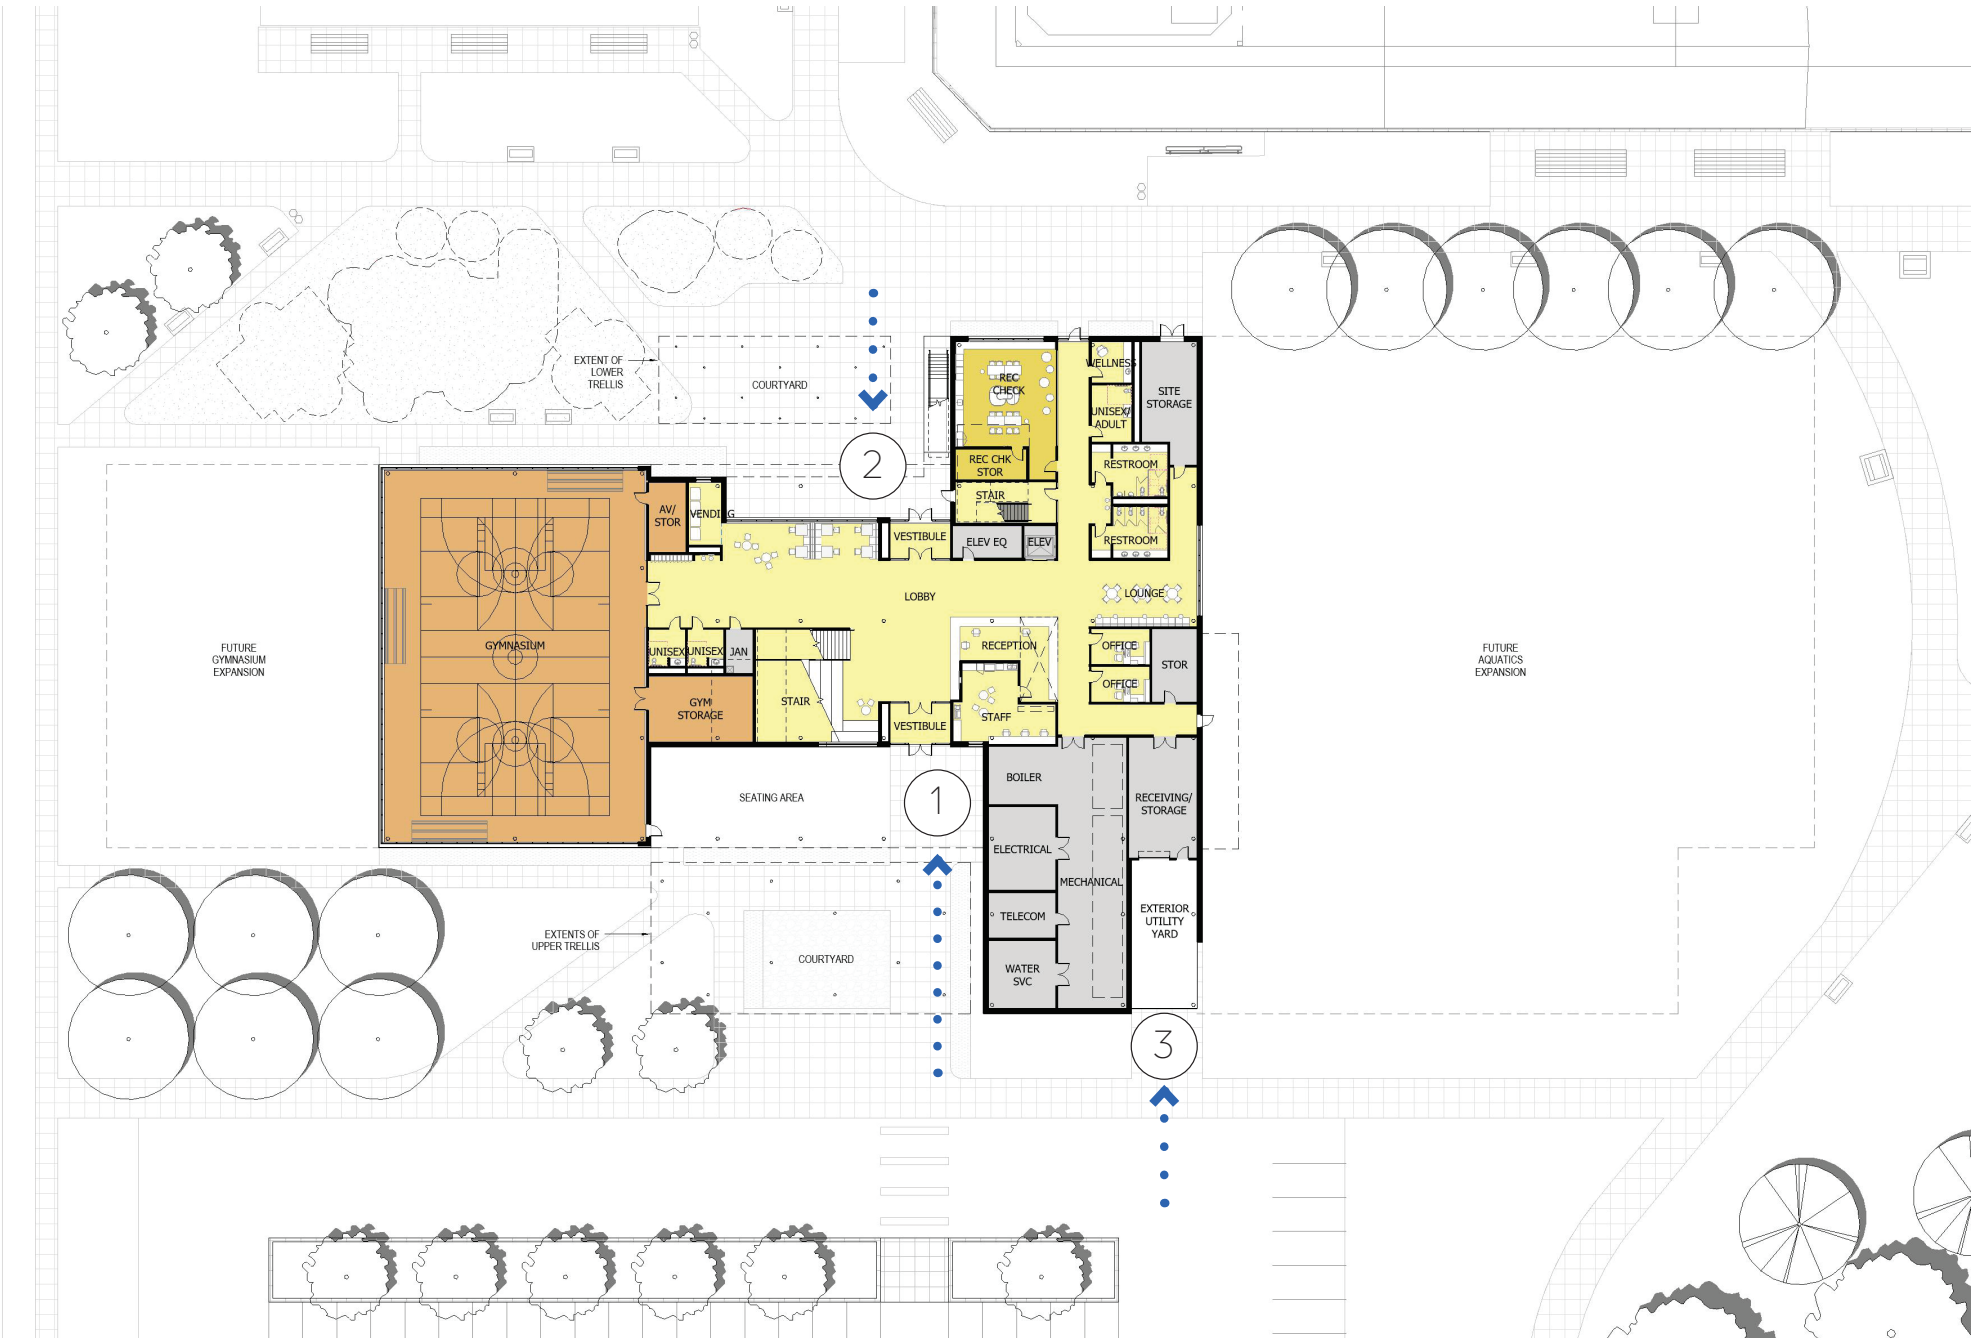 EXTENT OF
LOWER
TRELLIS
COURTYARD
2
REC
CHECK
WELLNESS
SITE
STORAGE
UNISEX/
ADULT
REC CHK
STOR
RESTROOM
STAIR
AV/
STOR
VENDING
VESTIBULE
ELEV EQ
ELEV
RESTROOM
LOBBY
LOUNGE
FUTURE
GYMNASIUM
EXPANSION
GYMNASIUM
UNISEX
UNISEX
JAN
RECEPTION
OFFICE
STOR
OFFICE
FUTURE
AQUATICS
EXPANSION
GYM
STORAGE
STAIR
VESTIBULE
STAFF
BOILER
SEATING AREA
1
RECEIVING/
STORAGE
ELECTRICAL
MECHANICAL
TELECOM
EXTERIOR
UTILITY
YARD
EXTENTS OF
UPPER TRELLIS
COURTYARD
WATER
SVC
3